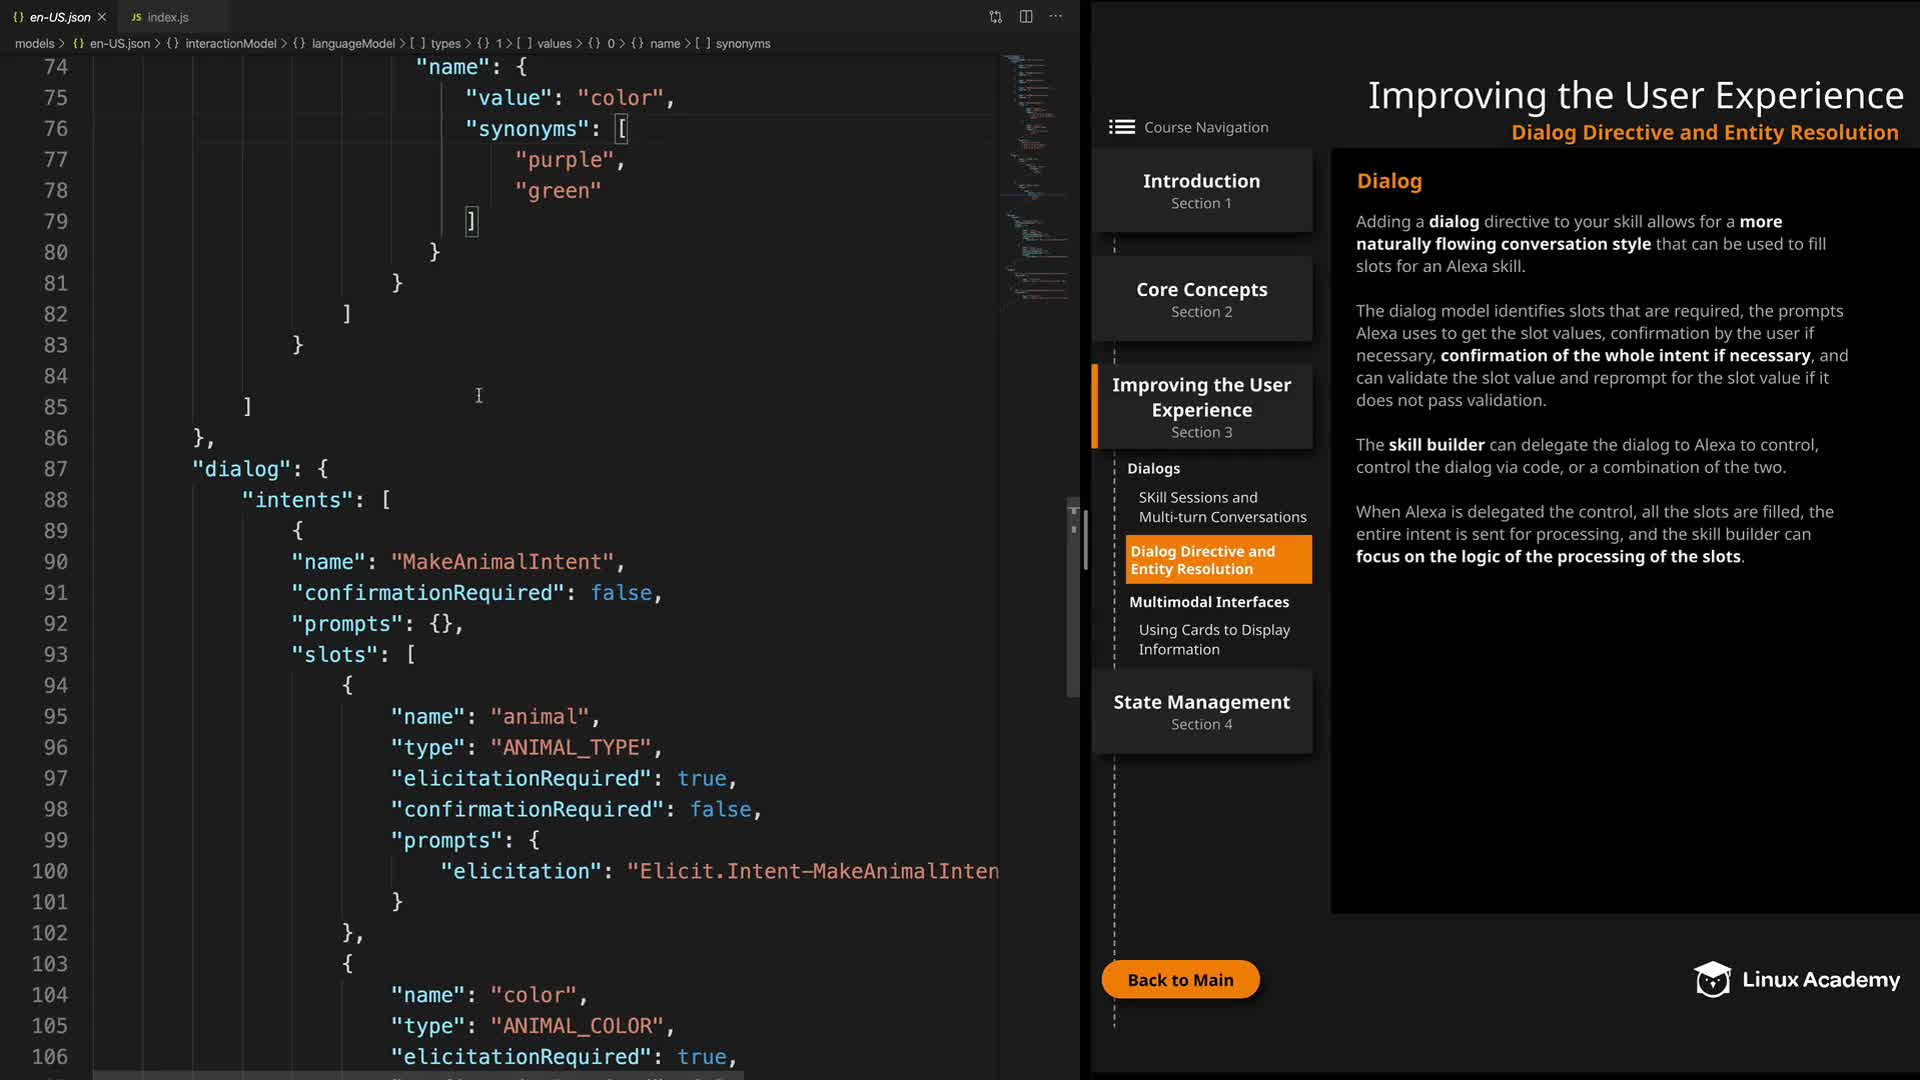 {} en-US.json ×
JS index.js
models > {} en-US.json > {} interactionModel > {} languageModel > [ ] types > {} 1 > [ ] values > {} 0 > {} name > [ ] synonyms
74 "name": {
75 "value": "color",
76 "synonyms": [
77 "purple",
78 "green"
79 ]
80 }
81 }
82 ]
83 }
84
85 ]
86 },
87 "dialog": {
88 "intents": [
89 {
90 "name": "MakeAnimalIntent",
91 "confirmationRequired": false,
92 "prompts": {},
93 "slots": [
94 {
95 "name": "animal",
96 "type": "ANIMAL_TYPE",
97 "elicitationRequired": true,
98 "confirmationRequired": false,
99 "prompts": {
100 "elicitation": "Elicit.Intent-MakeAnimalInten
101 }
102 },
103 {
104 "name": "color",
105 "type": "ANIMAL_COLOR",
106 "elicitationRequired": true,
Improving the User Experience
Dialog Directive and Entity Resolution
Course Navigation
Introduction
Section 1
Core Concepts
Section 2
Improving the User
Experience
Section 3
Dialogs
SKill Sessions and
Multi-turn Conversations
Dialog Directive and
Entity Resolution
Multimodal Interfaces
Using Cards to Display
Information
State Management
Section 4
Back to Main
Dialog
Adding a dialog directive to your skill allows for a more
naturally flowing conversation style that can be used to fill
slots for an Alexa skill.
The dialog model identifies slots that are required, the prompts
Alexa uses to get the slot values, confirmation by the user if
necessary, confirmation of the whole intent if necessary, and
can validate the slot value and reprompt for the slot value if it
does not pass validation.
The skill builder can delegate the dialog to Alexa to control,
control the dialog via code, or a combination of the two.
When Alexa is delegated the control, all the slots are filled, the
entire intent is sent for processing, and the skill builder can
focus on the logic of the processing of the slots.
Linux Academy